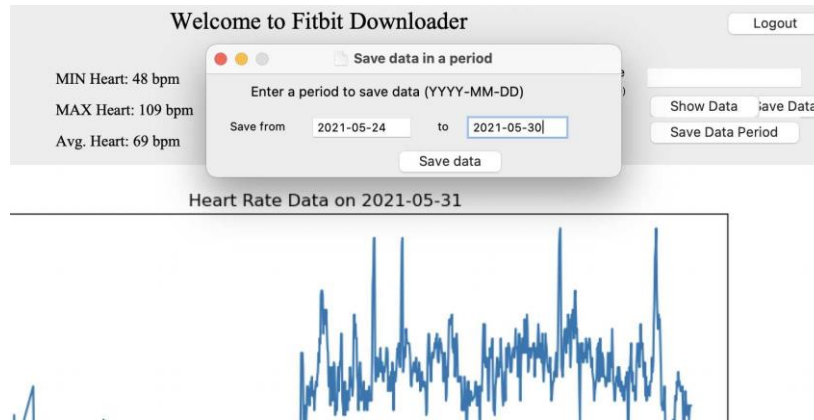 Welcome to Fitbit Downloader
Logout
Save data in a period
MIN Heart: 48 bpm
Enter a period to save data (YYYY-MM-DD)
MAX Heart: 109 bpm
Show Data
Save Data
Save from 2021-05-24 to 2021-05-30
Save Data Period
Avg. Heart: 69 bpm
Save data
Heart Rate Data on 2021-05-31